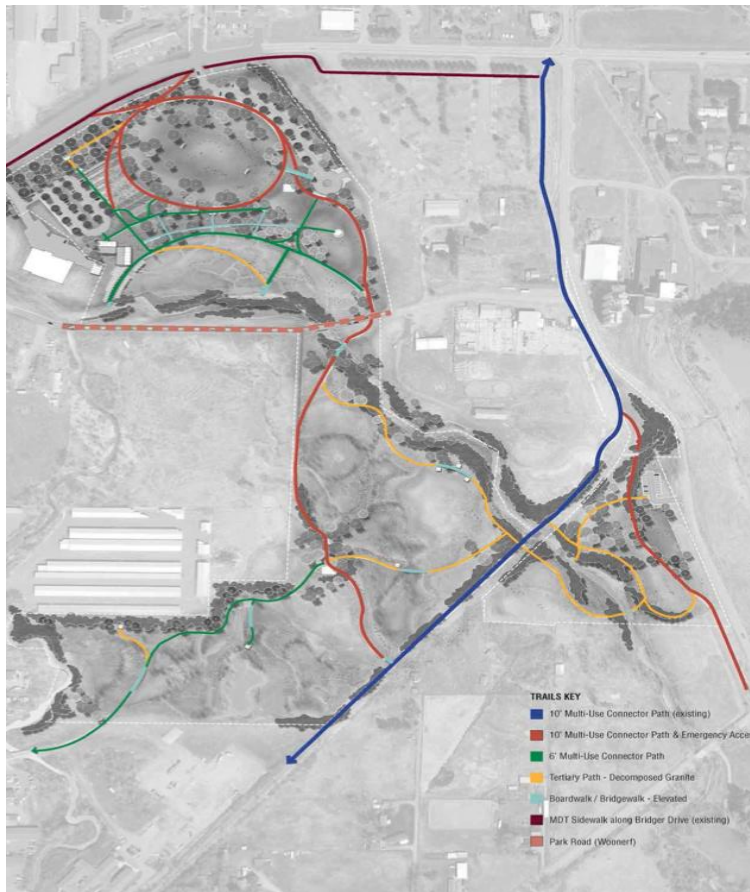 TRAILS KEY
10' Multi-Use Connector Path (existing)
10' Multi-Use Connector Path & Emergency Acce
6' Multi-Use Connector Path
Tertiary Path - Decomposed Granite
Boardwalk / Bridgewalk - Elevated
MDT Sidewalk along Bridger Drive (existing)
Park Road (Woonerf)